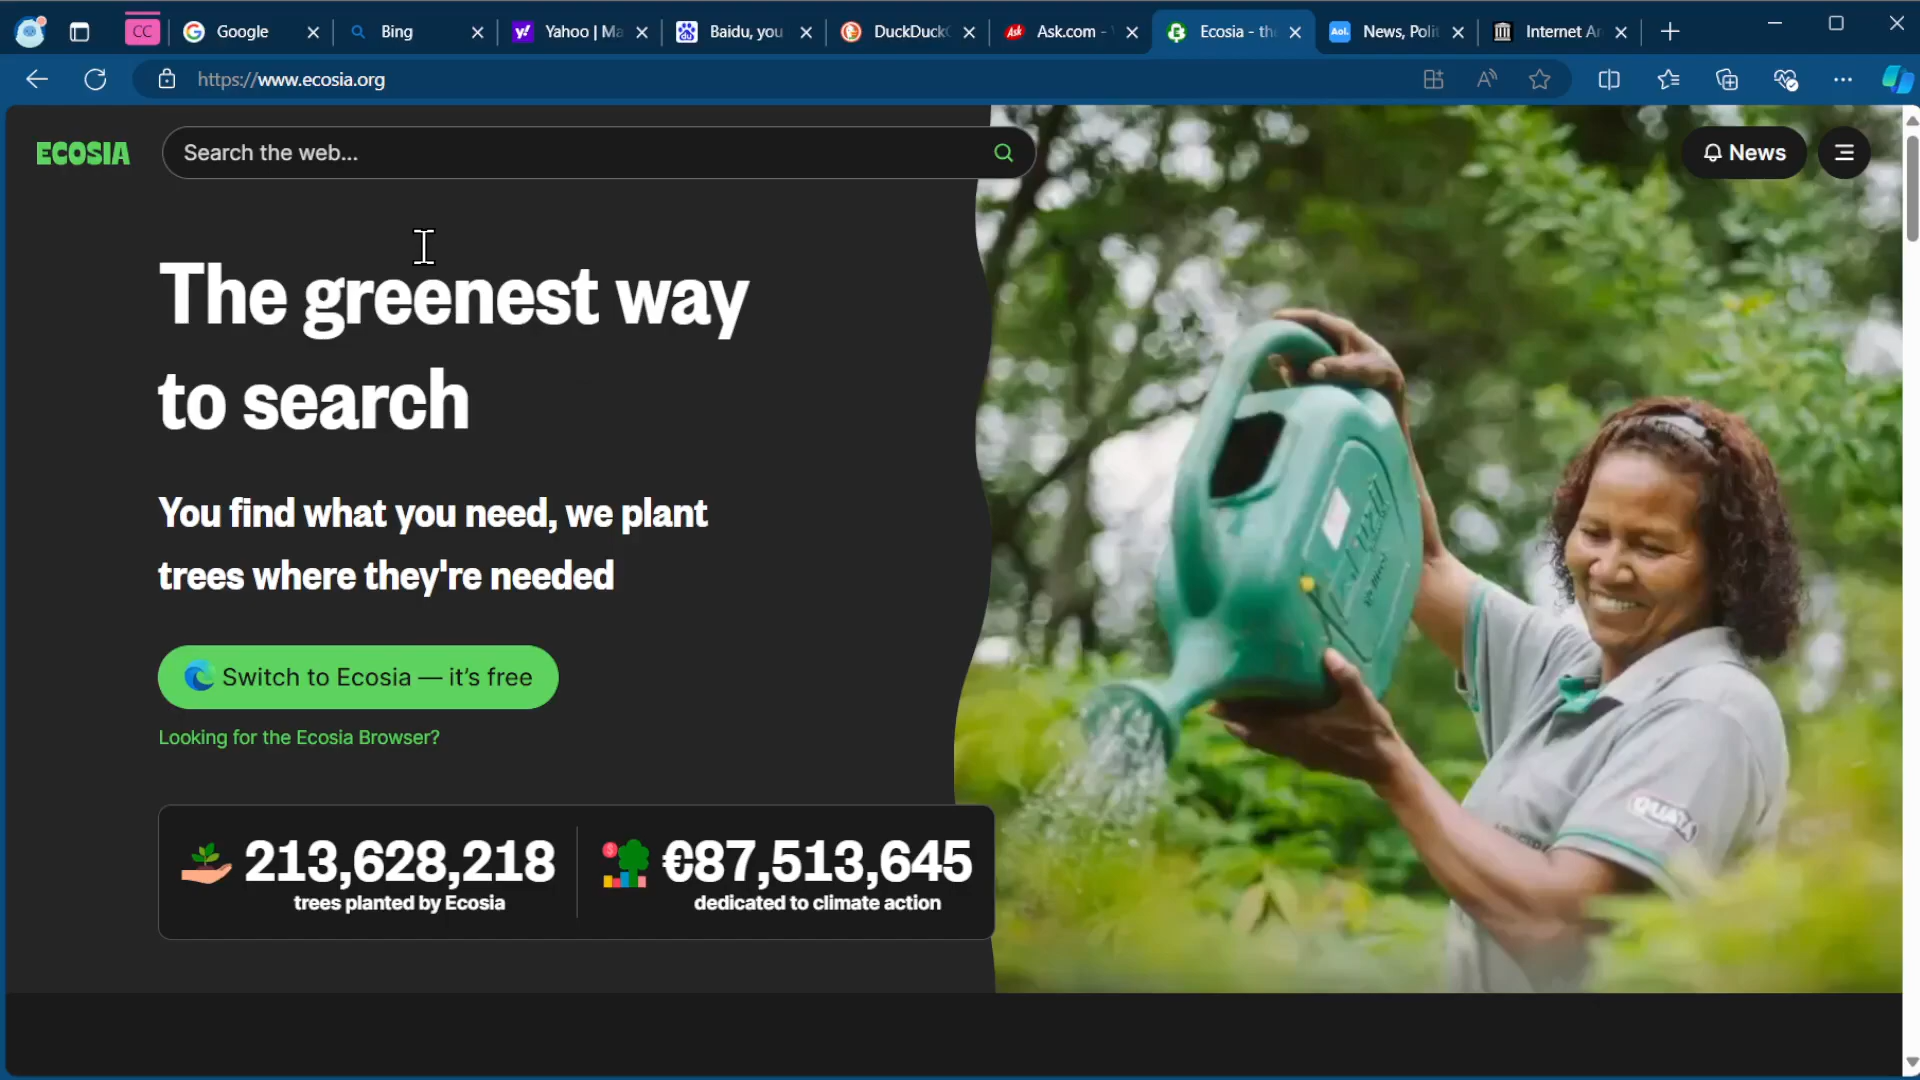 CC
Google
Bing
Yahoo | Ma
Baidu, you
DuckDuck
Ask.com -
Ecosia - the
Aol.
News, Polit
Internet Ar
https://www.ecosia.org
ECOSIA
Search the web...
News
The greenest way
to search
You find what you need, we plant
trees where they're needed
Switch to Ecosia — it's free
Looking for the Ecosia Browser?
213,628,218
trees planted by Ecosia
€87,513,645
dedicated to climate action